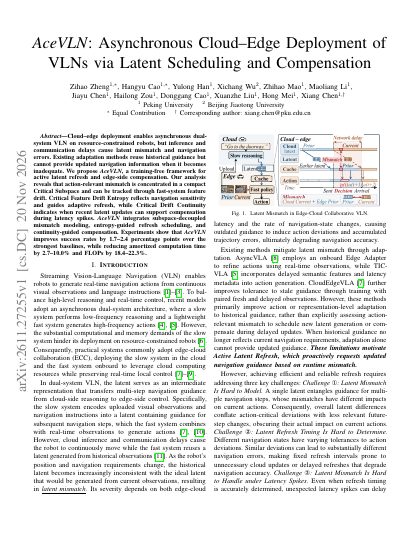 AceVLN: Asynchronous Cloud–Edge Deployment of
VLNs via Latent Scheduling and Compensation
Zihao Zheng1,*, Hangyu Cao1,*, Yulong Han1, Xichang Wu2, Zhihao Mao1, Maoliang Li1,
Jiayu Chen1, Hailong Zou1, Donggang Cao1, Xuanzhe Liu1, Hong Mei1, Xiang Chen1,†
1 Peking University 2 Beijing Jiaotong University
* Equal Contribution † Corresponding author: xiang.chen@pku.edu.cn
arXiv:2611.27255v1 [cs.DC] 20 Jul 2026
Abstract—Cloud-edge deployment enables asynchronous dual-
system VLN on resource-constrained robots, but inference and
communication delays cause latent mismatch and navigation
errors. Existing adaptation methods reuse historical guidance but
cannot provide updated navigation information when it becomes
inadequate. We propose AceVLN, a training-free framework for
active latent refresh and edge-side compensation. Our analysis
reveals that action-relevant mismatch is concentrated in a compact
Critical Subspace and can be tracked through fast-system feature
drift. Critical Feature Drift Entropy reflects navigation sensitivity
and guides adaptive refresh, while Critical Drift Continuity
indicates when recent latent updates can support compensation
during latency spikes. AceVLN integrates subspace-decoupled
mismatch modeling, entropy-guided refresh scheduling, and
continuity-guided compensation. Experiments show that AceVLN
improves success rates by 1.7–2.4 percentage points over the
strongest baselines, while reducing amortized computation time
by 2.7–10.0% and FLOPs by 16.4–22.5%.
I. INTRODUCTION
Streaming Vision-Language Navigation (VLN) enables
robots to generate real-time navigation actions from continuous
visual observations and language instructions [1]–[3]. To bal-
ance high-level reasoning and real-time control, recent models
adopt an asynchronous dual-system architecture, where a slow
system performs low-frequency reasoning and a lightweight
fast system generates high-frequency actions [4], [5]. However,
the substantial computational and memory demands of the slow
system hinder its deployment on resource-constrained robots [6].
Consequently, practical systems commonly adopt edge-cloud
collaboration (ECC), deploying the slow system in the cloud
and the fast system onboard to leverage cloud computing
resources while preserving real-time local control [7]–[9].
In dual-system VLN, the latent serves as an intermediate
representation that transfers multi-step navigation guidance
from cloud-side reasoning to edge-side control. Specifically,
the slow system encodes uploaded visual observations and
navigation instructions into a latent containing guidance for
subsequent navigation steps, which the fast system combines
with real-time observations to generate actions [7], [10].
However, cloud inference and communication delays cause
the robot to continuously move while the fast system reuses a
latent generated from historical observations [11]. As the robot's
position and navigation requirements change, the historical
latent becomes increasingly inconsistent with the ideal latent
that would be generated from current observations, resulting
in latent mismatch. Its severity depends on both edge-cloud
Fig. 1. Latent Mismatch in Edge-Cloud Collaborative VLN.
latency and the rate of navigation-state changes, causing
outdated guidance to induce action deviations and accumulated
trajectory errors, ultimately degrading navigation accuracy.
Existing methods mitigate latent mismatch through adap-
tation. AsyncVLA [8] employs an onboard Edge Adapter to
refine actions using real-time observations, while TIC-
VLA [5] incorporates delayed semantic features and latency
metadata into action generation. CloudEdgeVLA [7] further
improves tolerance to stale guidance through training with
paired fresh and delayed observations. However, these methods
primarily improve action or representation-level adaptation
to historical guidance, rather than explicitly assessing action-
relevant mismatch to schedule new latent generation or com-
pensate during delayed updates. When historical guidance no
longer reflects current navigation requirements, adaptation alone
cannot provide updated guidance. These limitations motivate
Active Latent Refresh, which proactively requests updated
navigation guidance based on runtime mismatch.
However, achieving efficient and reliable refresh requires
addressing three key challenges. Challenge ①: Latent Mismatch
Is Hard to Model. A single latent entangles guidance for multi-
ple navigation steps, whose mismatches have different impacts
on current actions. Consequently, overall latent differences
conflate action-critical deviations with less relevant future-
step changes, obscuring their actual impact on current actions.
Challenge ②: Latent Refresh Timing Is Hard to Determine.
Different navigation states have varying tolerances to action
deviations. Similar deviations can lead to substantially different
navigation errors, making fixed refresh intervals prone to
unnecessary cloud updates or delayed refreshes that degrade
navigation accuracy. Challenge ③: Latent Mismatch Is Hard
to Handle under Latency Spikes. Even when refresh timing
is accurately determined, unexpected latency spikes can delay